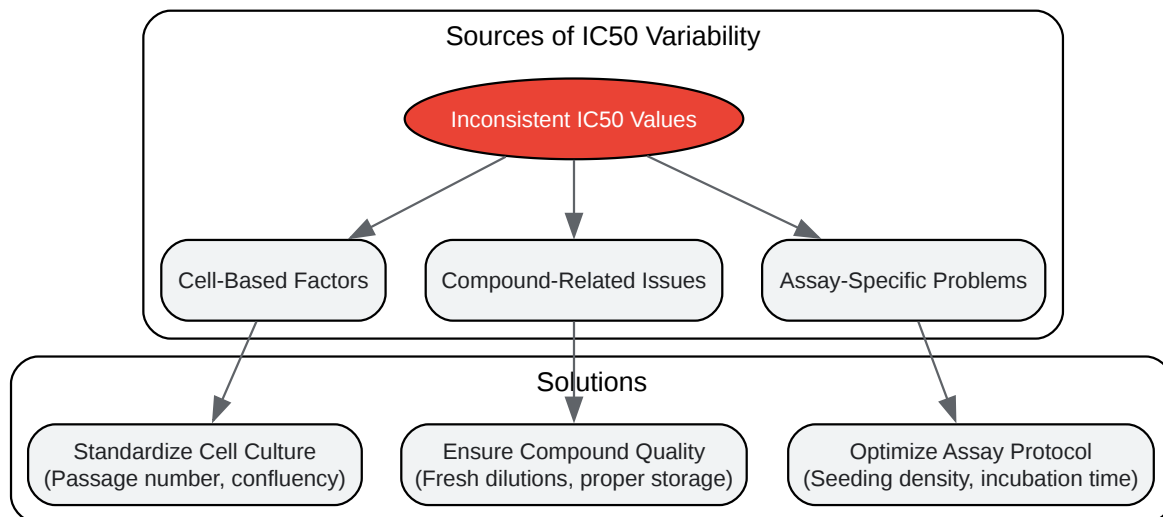 Sources of IC50 Variability
Inconsistent IC50 Values
Cell-Based Factors
Compound-Related Issues
Assay-Specific Problems
Solutions
Standardize Cell Culture
(Passage number, confluency)
Ensure Compound Quality
(Fresh dilutions, proper storage)
Optimize Assay Protocol
(Seeding density, incubation time)